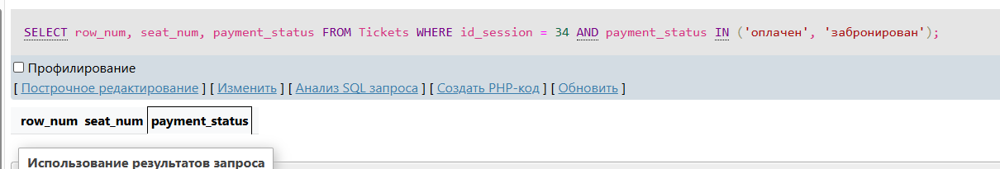 SELECT row_num, seat_num, payment_status FROM Tickets WHERE id_session = 34 AND payment_status IN ('оплачен', 'забронирован');
Профилирование
[ Построчное редактирование ] [ Изменить ] [ Анализ SQL запроса ] [ Создать PHP-код ] [ Обновить ]
row_num seat_num payment_status
Использование результатов запроса